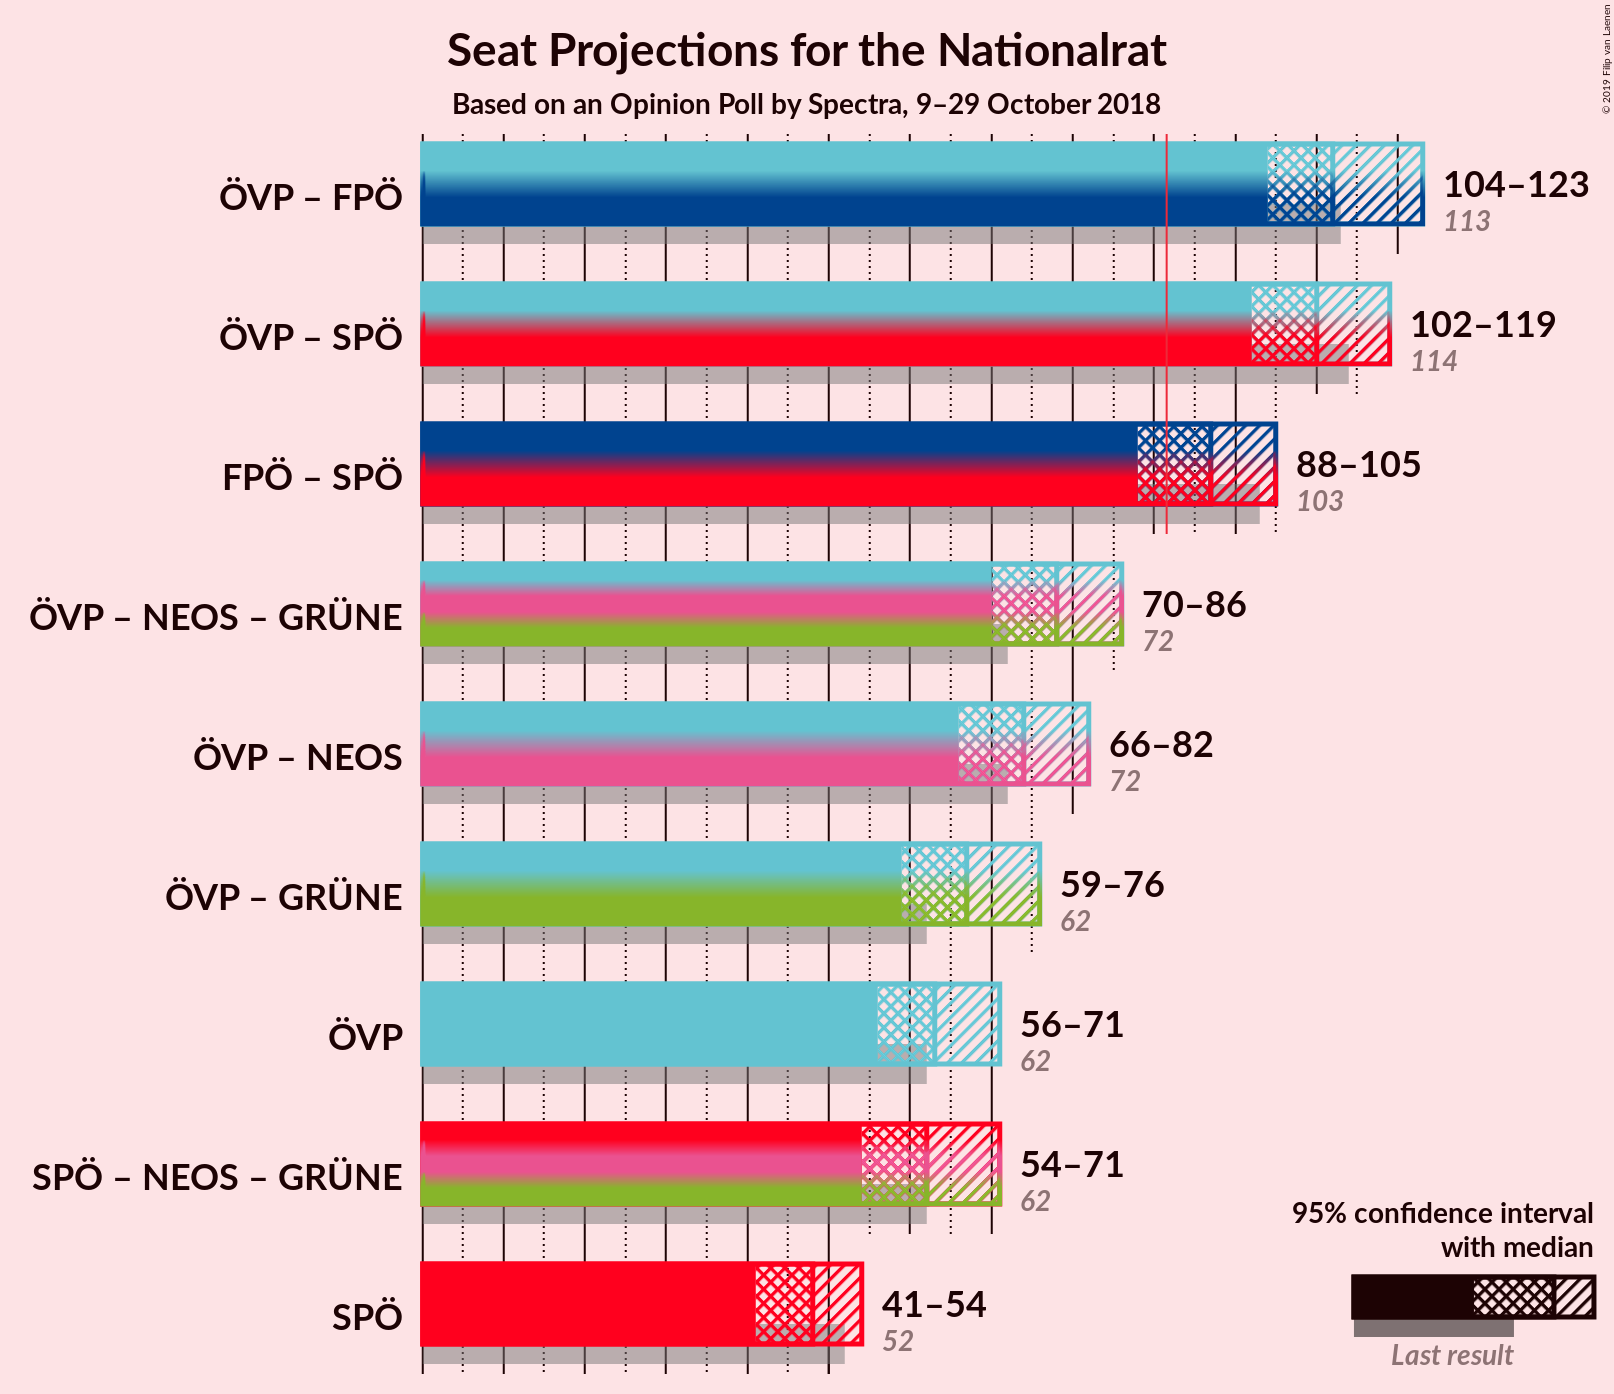 Seat Projections for the Nationalrat
Based on an Opinion Poll by Spectra, 9–29 October 2018
© 2019 Filip van Laenen
ÖVP – FPÖ
104–123
113
ÖVP – SPÖ
102–119
114
FPÖ – SPÖ
88–105
103
ÖVP – NEOS – GRÜNE
70–86
72
ÖVP – NEOS
66–82
72
ÖVP – GRÜNE
59–76
62
ÖVP
56–71
62
SPÖ – NEOS – GRÜNE
54–71
62
SPÖ
41–54
52
95% confidence interval
with median
Last result